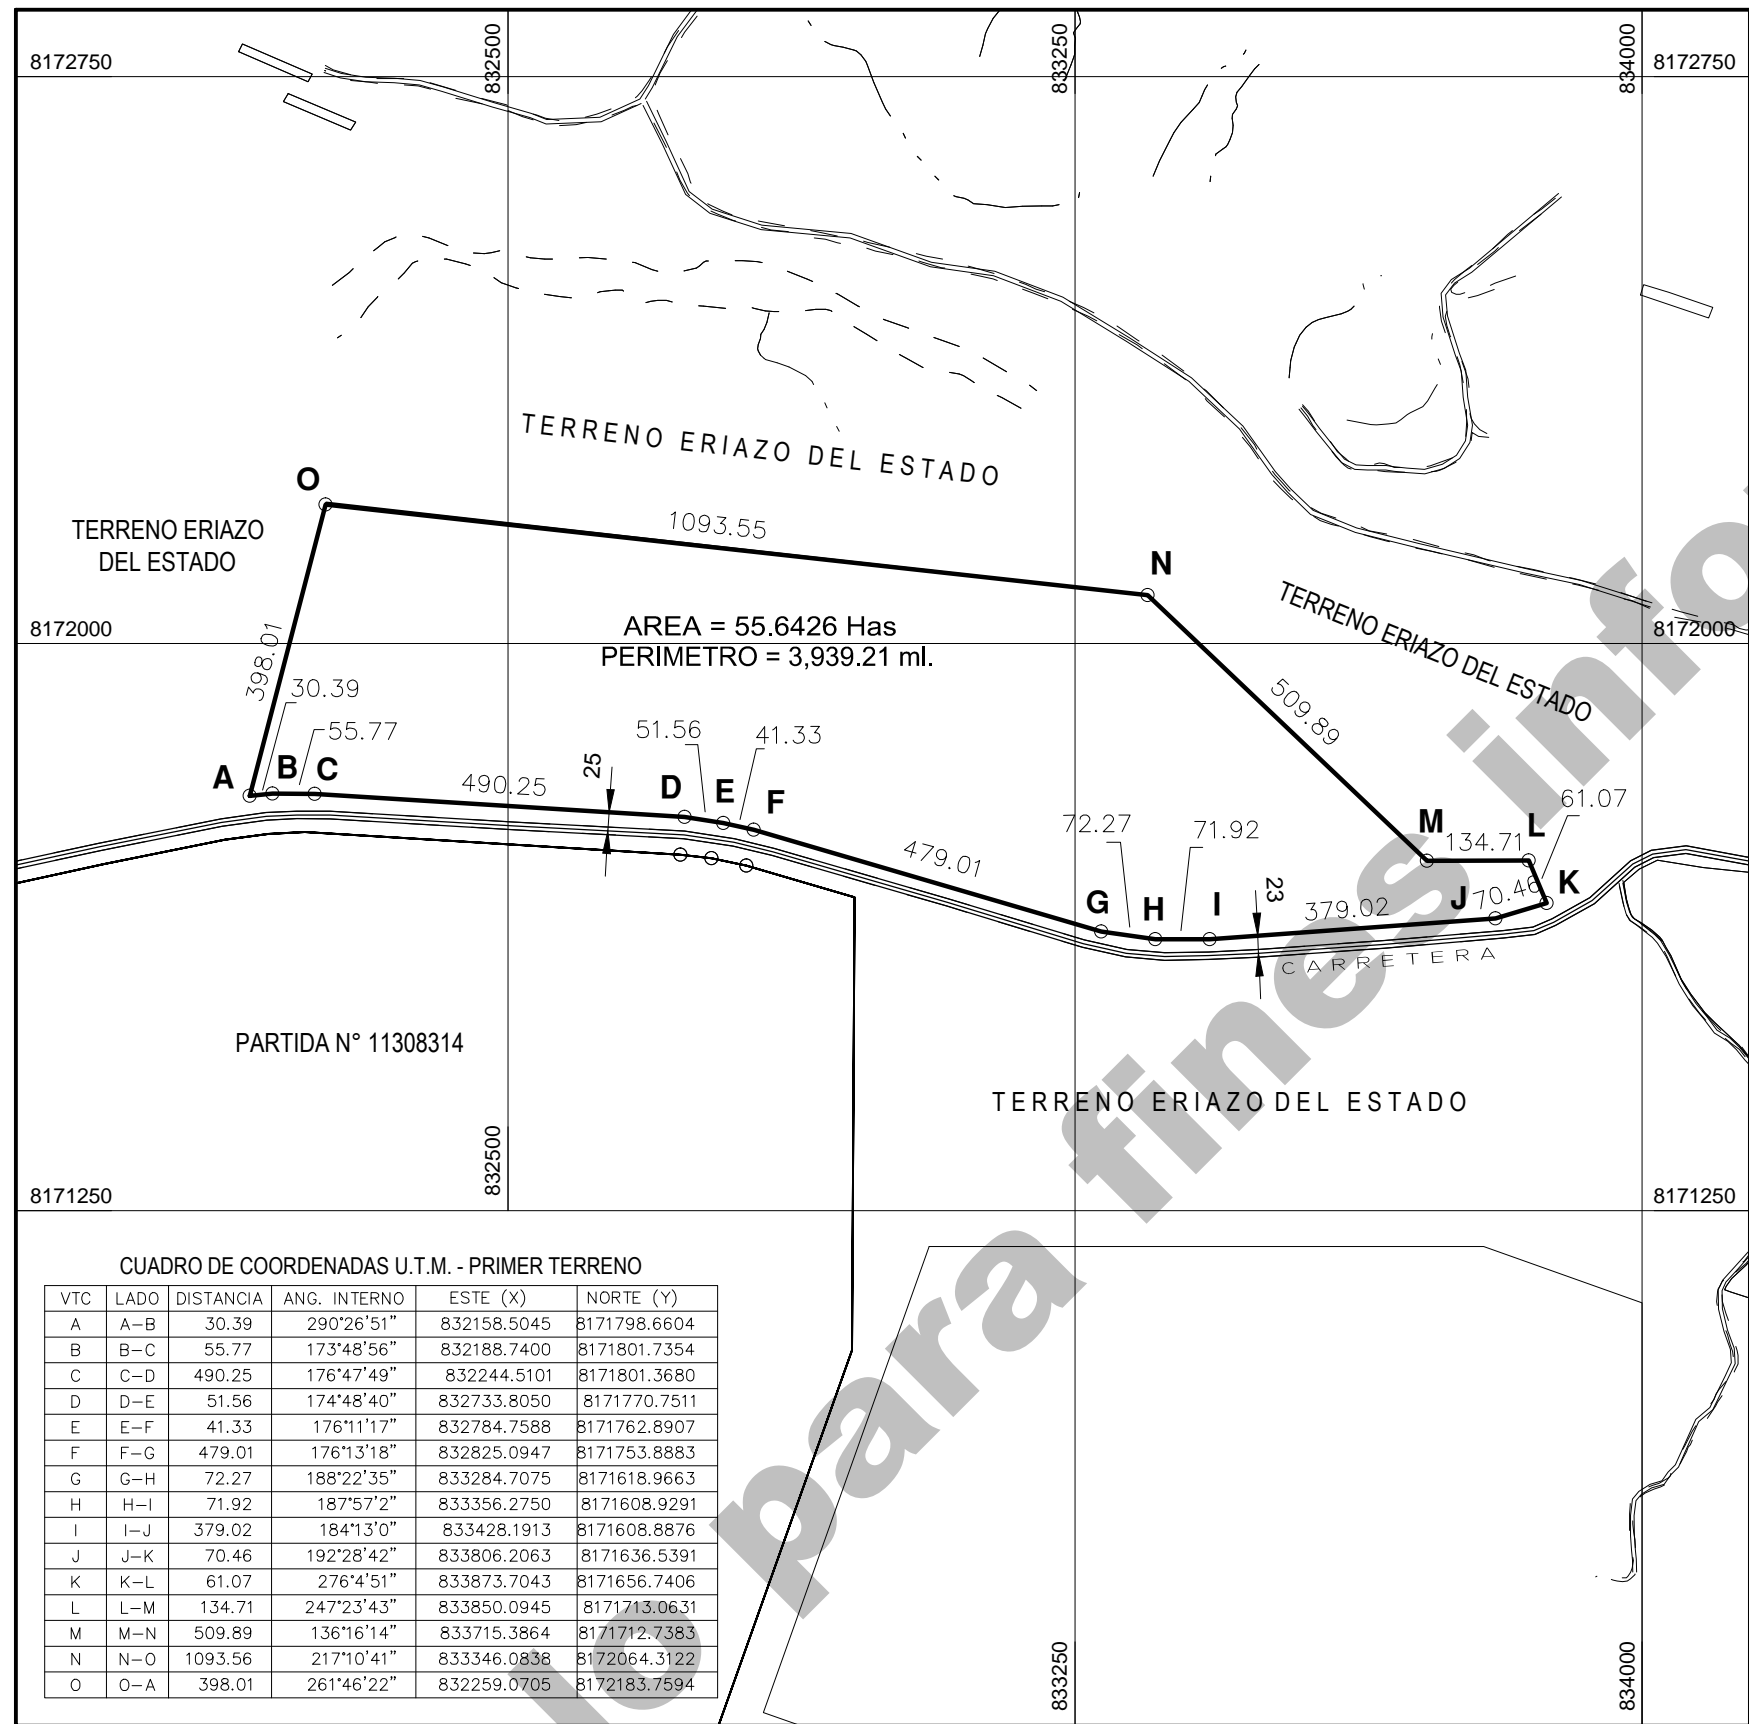 832500
833250
834000
8172750
8172750
TERRENO ERIAZO DEL ESTADO
O
TERRENO ERIAZO
DEL ESTADO
1093.55
N
TERRENO ERIAZO DEL ESTADO
AREA = 55.6426 Has
PERIMETRO = 3,939.21 ml.
8172000
8172000
398.01
30.39
55.77
509.89
51.56
41.33
25
A
B
C
490.25
D
E
F
61.07
M
134.71
L
72.27
71.92
479.01
23
G
H
I
379.02
J
70.46
K
CARRETERA
PARTIDA N° 11308314
TERRENO ERIAZO DEL ESTADO
832500
8171250
8171250
CUADRO DE COORDENADAS U.T.M. - PRIMER TERRENO
VTC LADO DISTANCIA ANG. INTERNO ESTE (X) NORTE (Y)
A A-B 30.39 290°26'51" 832158.5045 8171798.6604
B B-C 55.77 173°48'56" 832188.7400 8171801.7354
C C-D 490.25 176°47'49" 832244.5101 8171801.3680
D D-E 51.56 174°48'40" 832733.8050 8171770.7511
E E-F 41.33 176°11'17" 832784.7588 8171762.8907
F F-G 479.01 176°13'18" 832825.0947 8171753.8883
G G-H 72.27 188°22'35" 833284.7075 8171618.9663
H H-I 71.92 187°57'2" 833356.2750 8171608.9291
I I-J 379.02 184°13'0" 833428.1913 8171608.8876
J J-K 70.46 192°28'42" 833806.2063 8171636.5391
K K-L 61.07 276°4'51" 833873.7043 8171656.7406
L L-M 134.71 247°23'43" 833850.0945 8171713.0631
M M-N 509.89 136°16'14" 833715.3864 8171712.7383
N N-O 1093.56 217°10'41" 833346.0838 8172064.3122
O O-A 398.01 261°46'22" 832259.0705 8172183.7594
833250
834000
lo para fines info